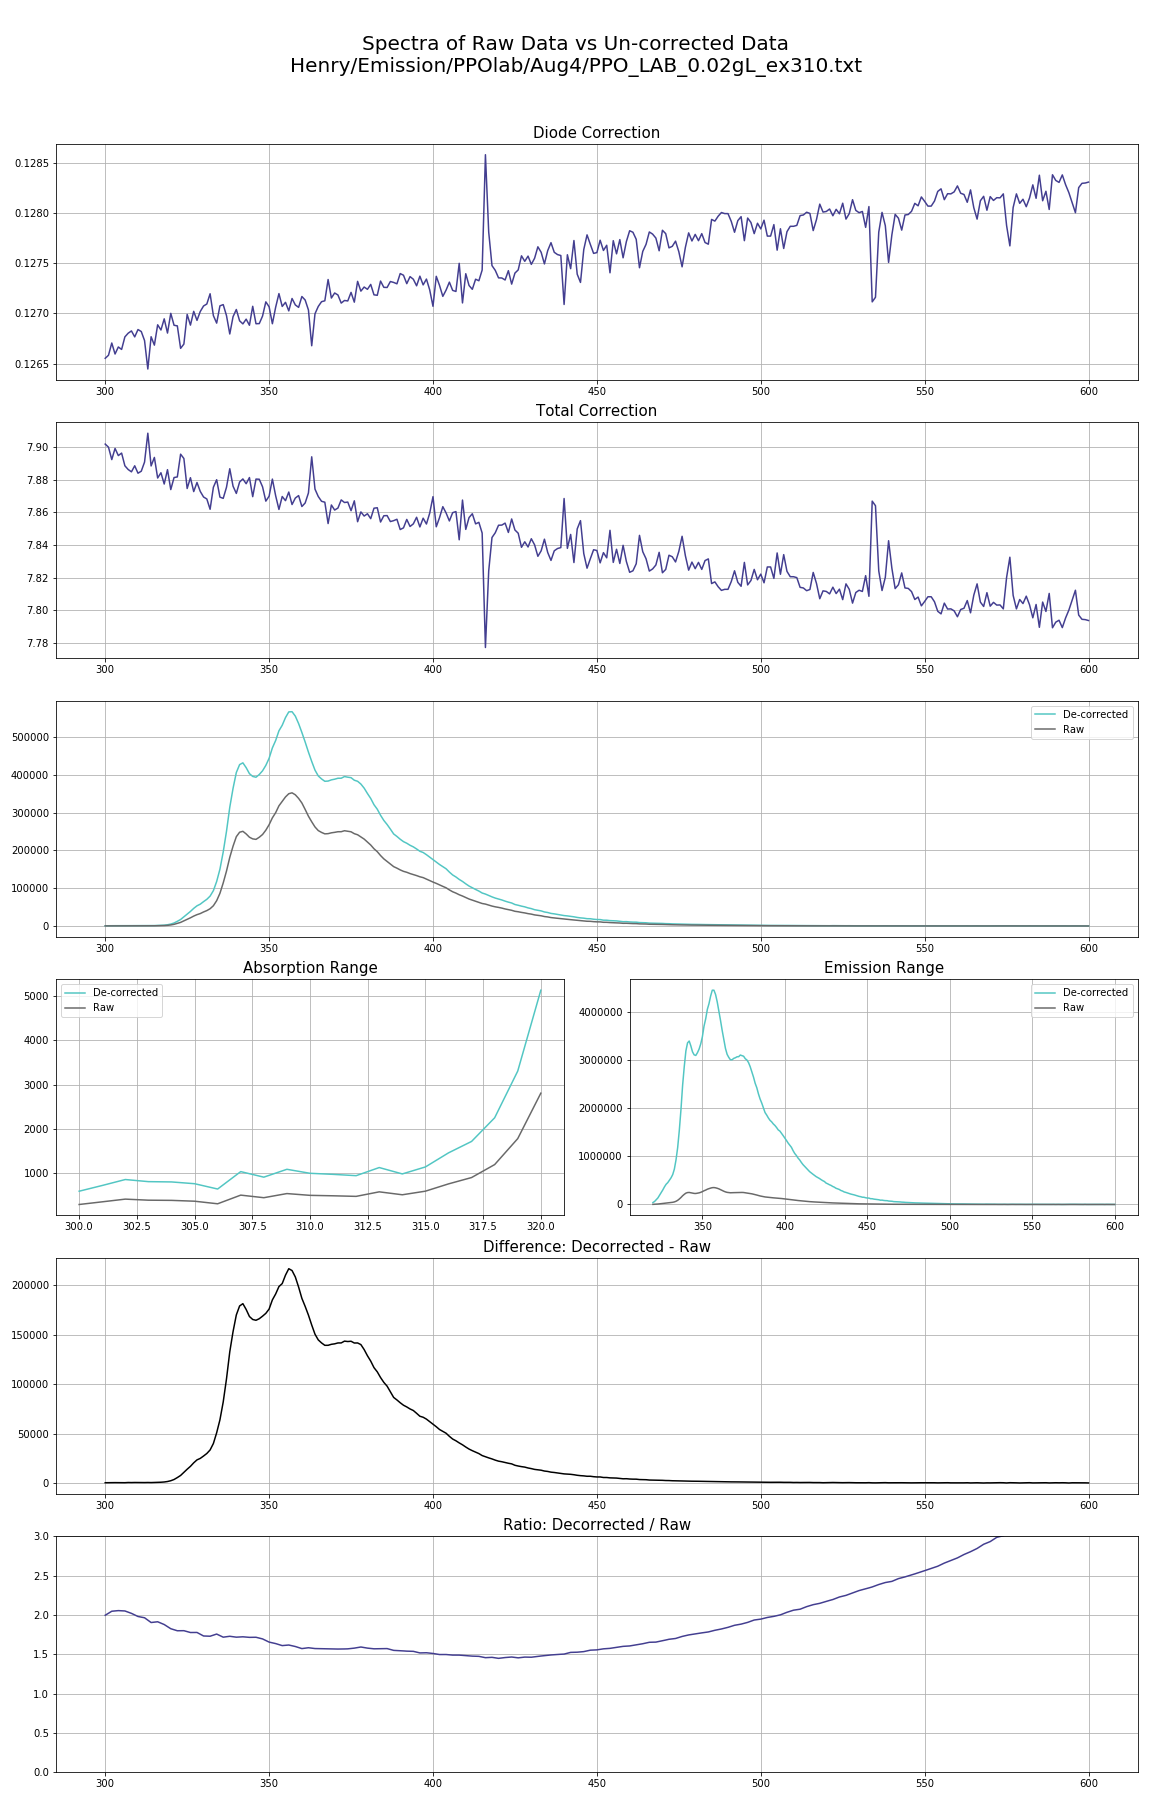 Spectra of Raw Data vs Un-corrected Data
Henry/Emission/PPOlab/Aug4/PPO_LAB_0.02gL_ex310.txt
Diode Correction
0.1285
0.1280
0.1275
0.1270
0.1265
300 350 400 450 500 550 600
Total Correction
7.90
7.88
7.86
7.84
7.82
7.80
7.78
300 350 400 450 500 550 600
De-corrected
Raw
500000
400000
300000
200000
100000
0
300 350 400 450 500 550 600
Absorption Range
De-corrected
Raw
5000
4000
3000
2000
1000
300.0 302.5 305.0 307.5 310.0 312.5 315.0 317.5 320.0
Emission Range
De-corrected
Raw
4000000
3000000
2000000
1000000
0
350 400 450 500 550 600
Difference: Decorrected - Raw
200000
150000
100000
50000
0
300 350 400 450 500 550 600
Ratio: Decorrected / Raw
3.0
2.5
2.0
1.5
1.0
0.5
0.0
300 350 400 450 500 550 600